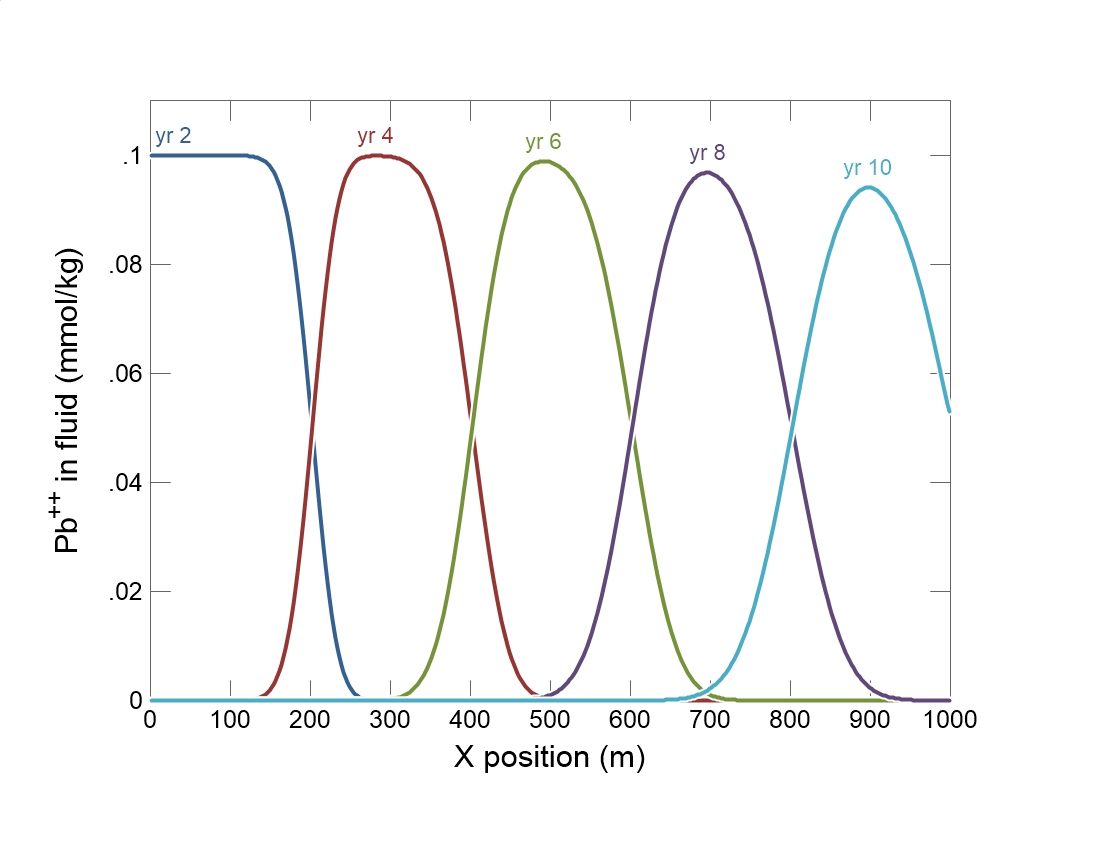 yr 2
yr 4
yr 6
yr 8
yr 10
.1
.08
.06
.04
.02
0
Pb++ in fluid (mmol/kg)
0 100 200 300 400 500 600 700 800 900 1000
X position (m)